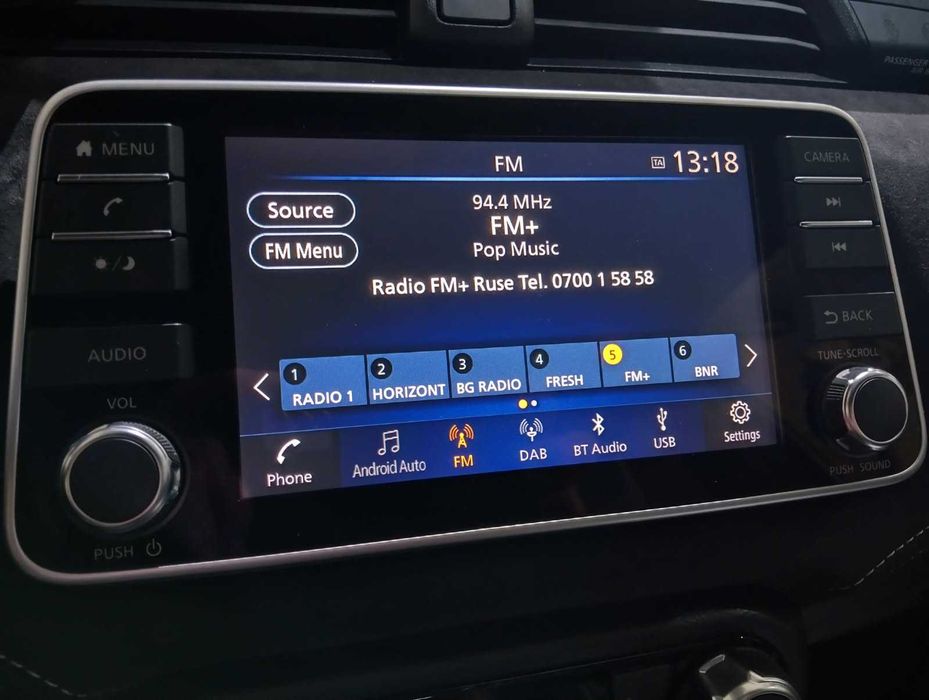 PASSENGER
MENU
AUDIO
VOL
PUSH
FM
TA 13:18
Source
94.4 MHz
FM+
FM Menu
Pop Music
Radio FM+ Ruse Tel. 0700 1 58 58
1 RADIO 1
2 HORIZONT
3 BG RADIO
4 FRESH
5 FM+
6 BNR
Phone
Android Auto
FM
DAB
BT Audio
USB
Settings
CAMERA
BACK
TUNE·SCROLL
PUSH SOUND